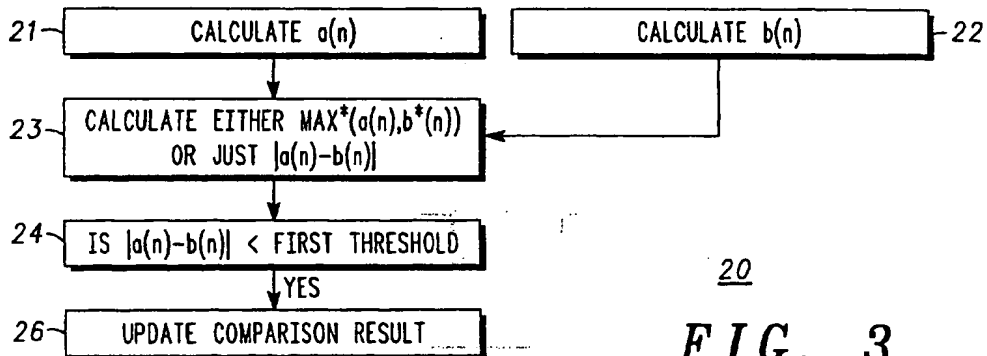 21 CALCULATE a(n)
CALCULATE b(n) 22
23 CALCULATE EITHER MAX*(a(n),b*(n))
OR JUST |a(n)-b(n)|
24 IS |a(n)-b(n)| < FIRST THRESHOLD
YES
20
26 UPDATE COMPARISON RESULT
FIG. 3